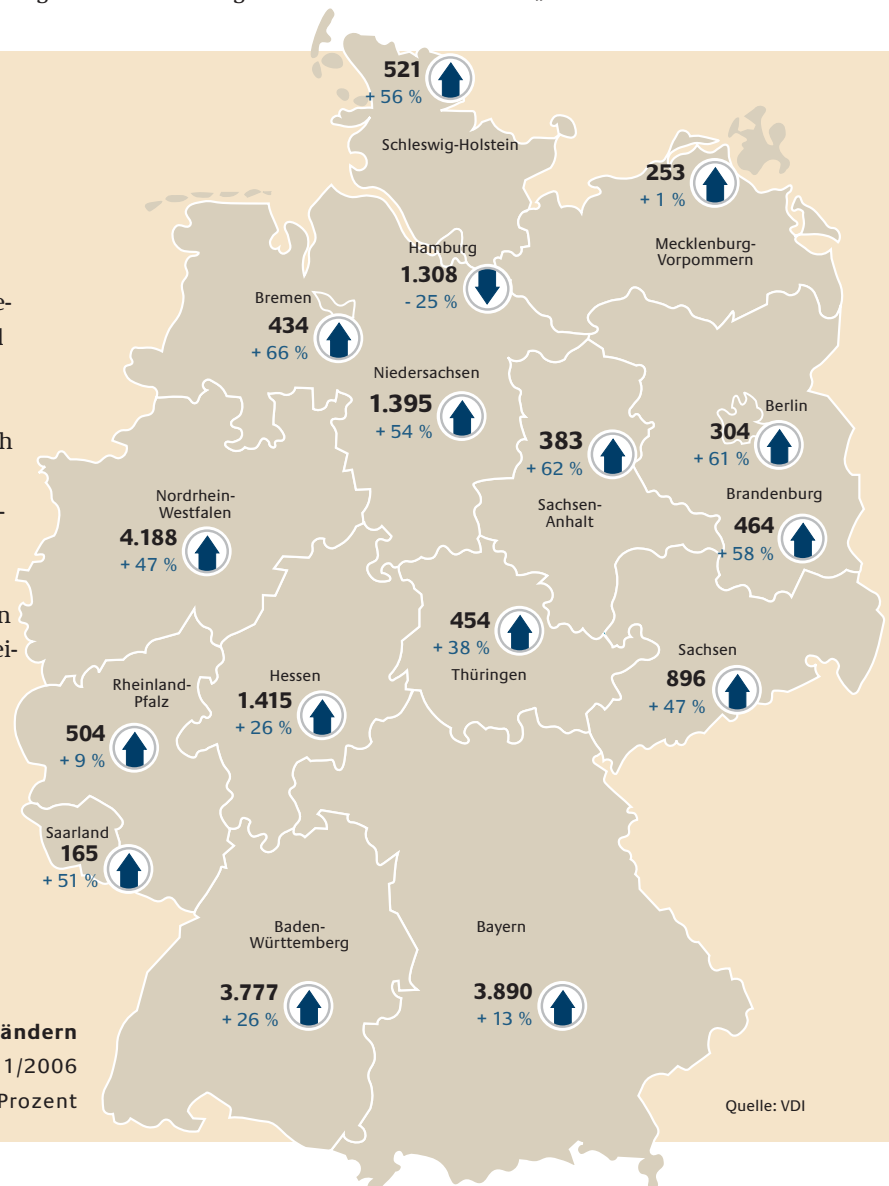 521
+ 56 %
Schleswig-Holstein
253
+ 1 %
Mecklenburg-
Vorpommern
Hamburg
1.308
- 25 %
Bremen
434
+ 66 %
Niedersachsen
1.395
+ 54 %
383
+ 62 %
Sachsen-
Anhalt
Berlin
304
+ 61 %
Brandenburg
464
+ 58 %
Nordrhein-
Westfalen
4.188
+ 47 %
454
+ 38 %
Thüringen
Sachsen
896
+ 47 %
Hessen
1.415
+ 26 %
Rheinland-
Pfalz
504
+ 9 %
Saarland
165
+ 51 %
Baden-
Württemberg
3.777
+ 26 %
Bayern
3.890
+ 13 %
ändern
1/2006
Prozent
Quelle: VDI